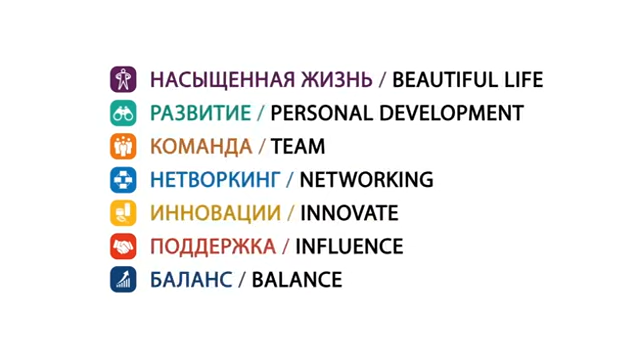 НАСЫЩЕННАЯ ЖИЗНЬ / BEAUTIFUL LIFE
РАЗВИТИЕ / PERSONAL DEVELOPMENT
КОМАНДА / TEAM
НЕТВОРКИНГ / NETWORKING
ИННОВАЦИИ / INNOVATE
ПОДДЕРЖКА / INFLUENCE
БАЛАНС / BALANCE